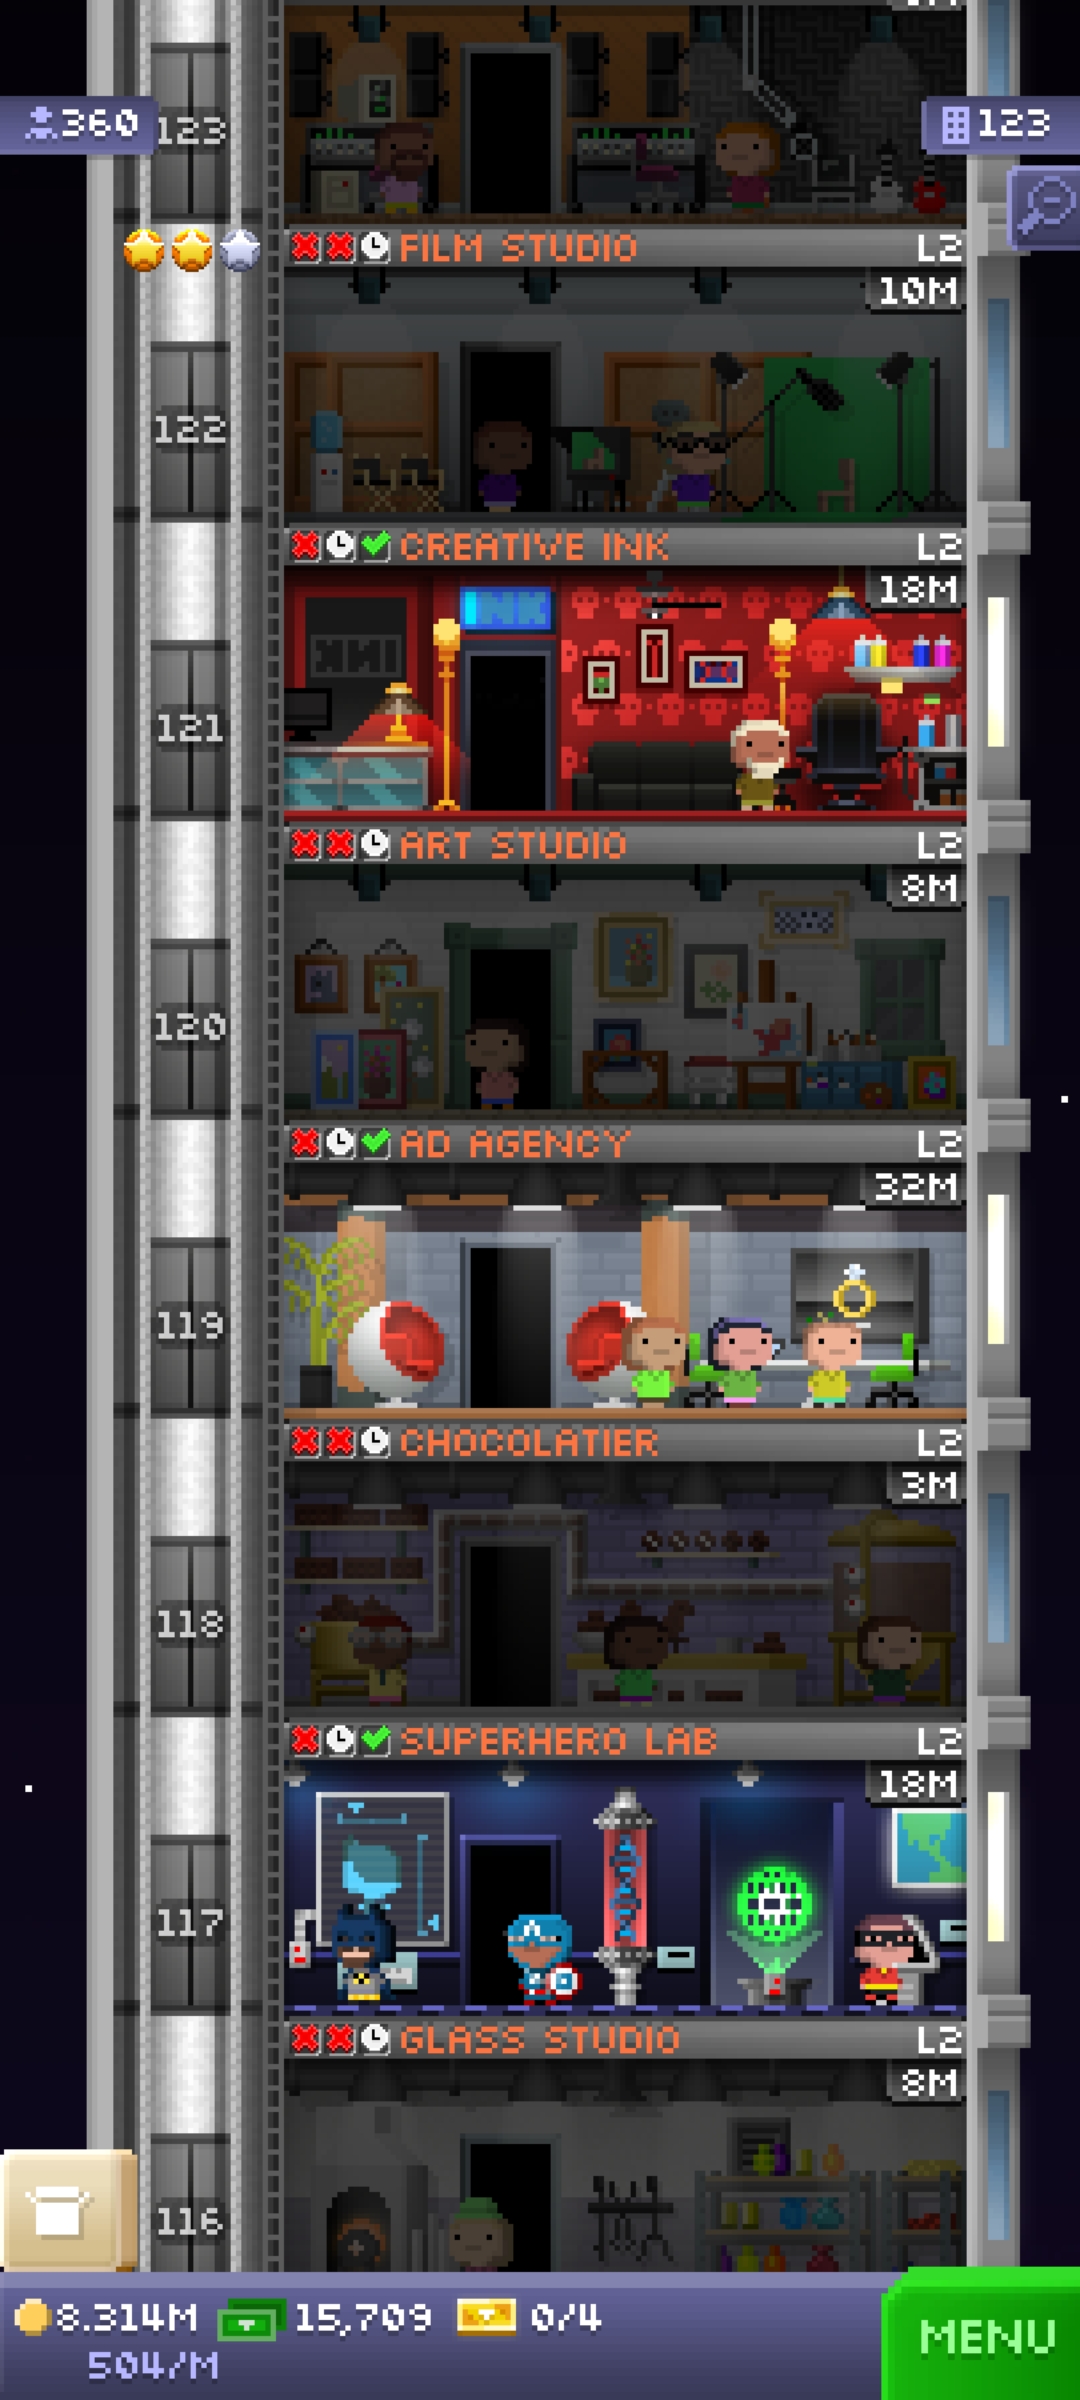 360
123
123
FILM STUDIO L2
10M
122
CREATIVE INK L2
18M
INK
121
ART STUDIO L2
8M
120
AD AGENCY L2
32M
119
CHOCOLATIER L2
3M
118
SUPERHERO LAB L2
18M
117
GLASS STUDIO L2
8M
116
8.314M 15,709 0/4
504/M
MENU